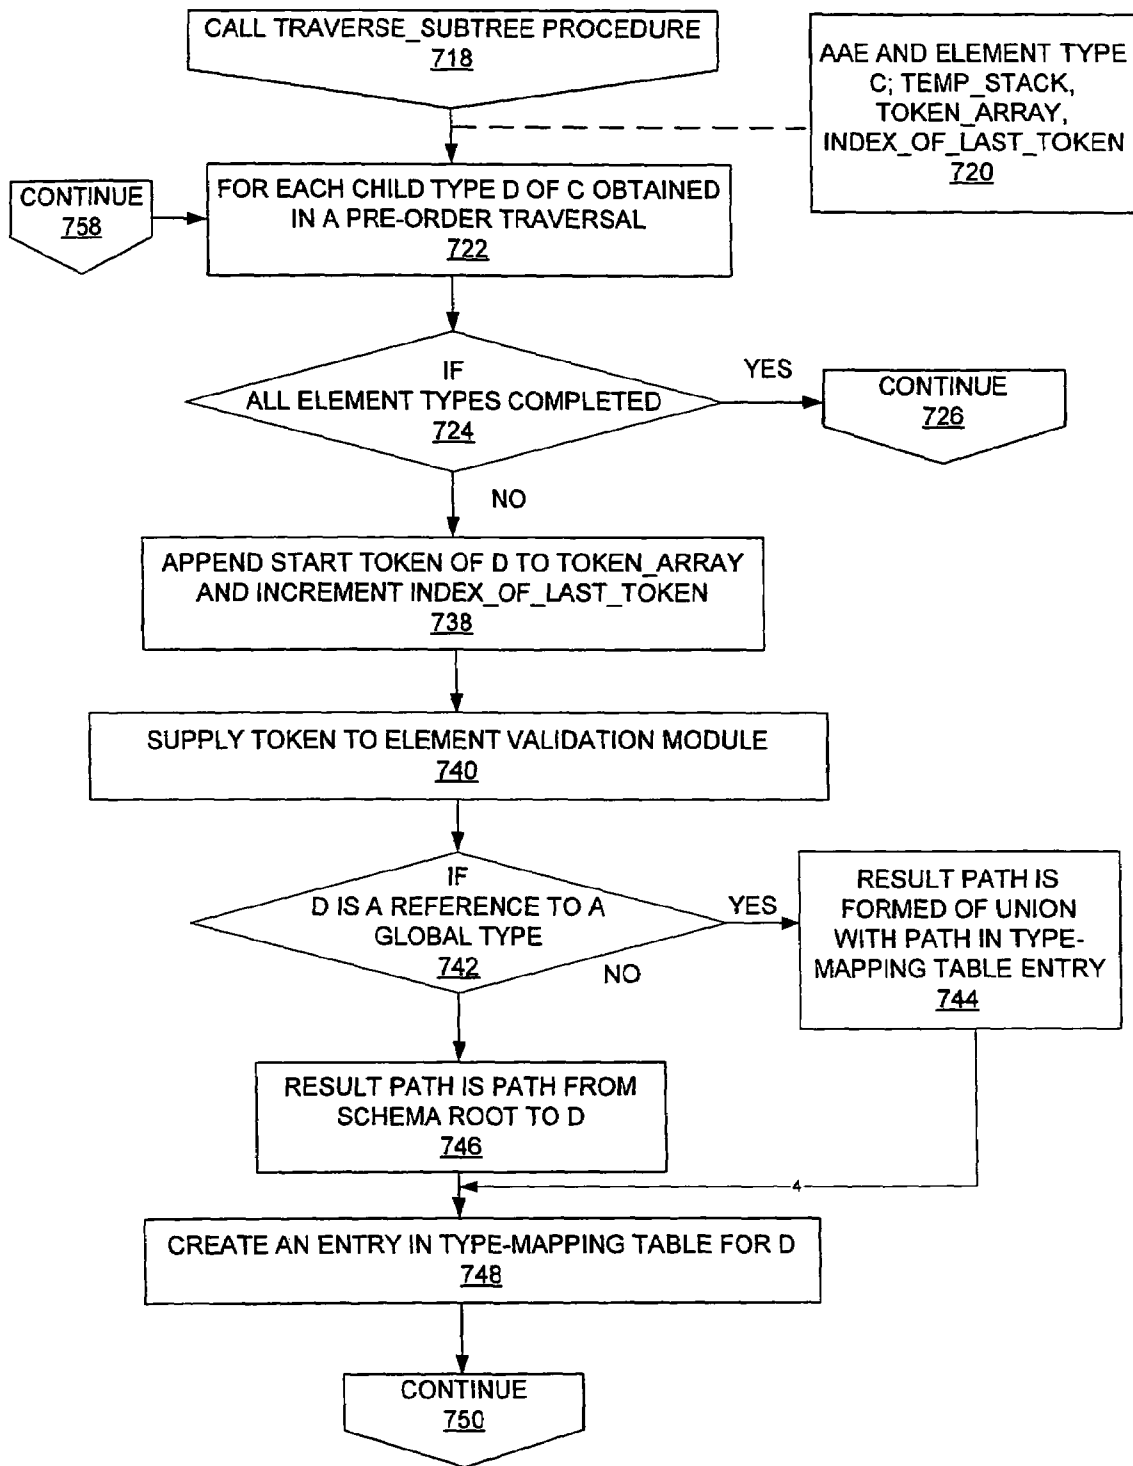 CALL TRAVERSE_SUBTREE PROCEDURE
718
AAE AND ELEMENT TYPE
C; TEMP_STACK,
TOKEN_ARRAY,
INDEX_OF_LAST_TOKEN
720
CONTINUE
758
FOR EACH CHILD TYPE D OF C OBTAINED
IN A PRE-ORDER TRAVERSAL
722
IF
ALL ELEMENT TYPES COMPLETED
724
YES
CONTINUE
726
NO
APPEND START TOKEN OF D TO TOKEN_ARRAY
AND INCREMENT INDEX_OF_LAST_TOKEN
738
SUPPLY TOKEN TO ELEMENT VALIDATION MODULE
740
IF
D IS A REFERENCE TO A
GLOBAL TYPE
742
YES
NO
RESULT PATH IS
FORMED OF UNION
WITH PATH IN TYPE-
MAPPING TABLE ENTRY
744
RESULT PATH IS PATH FROM
SCHEMA ROOT TO D
746
4
CREATE AN ENTRY IN TYPE-MAPPING TABLE FOR D
748
CONTINUE
750